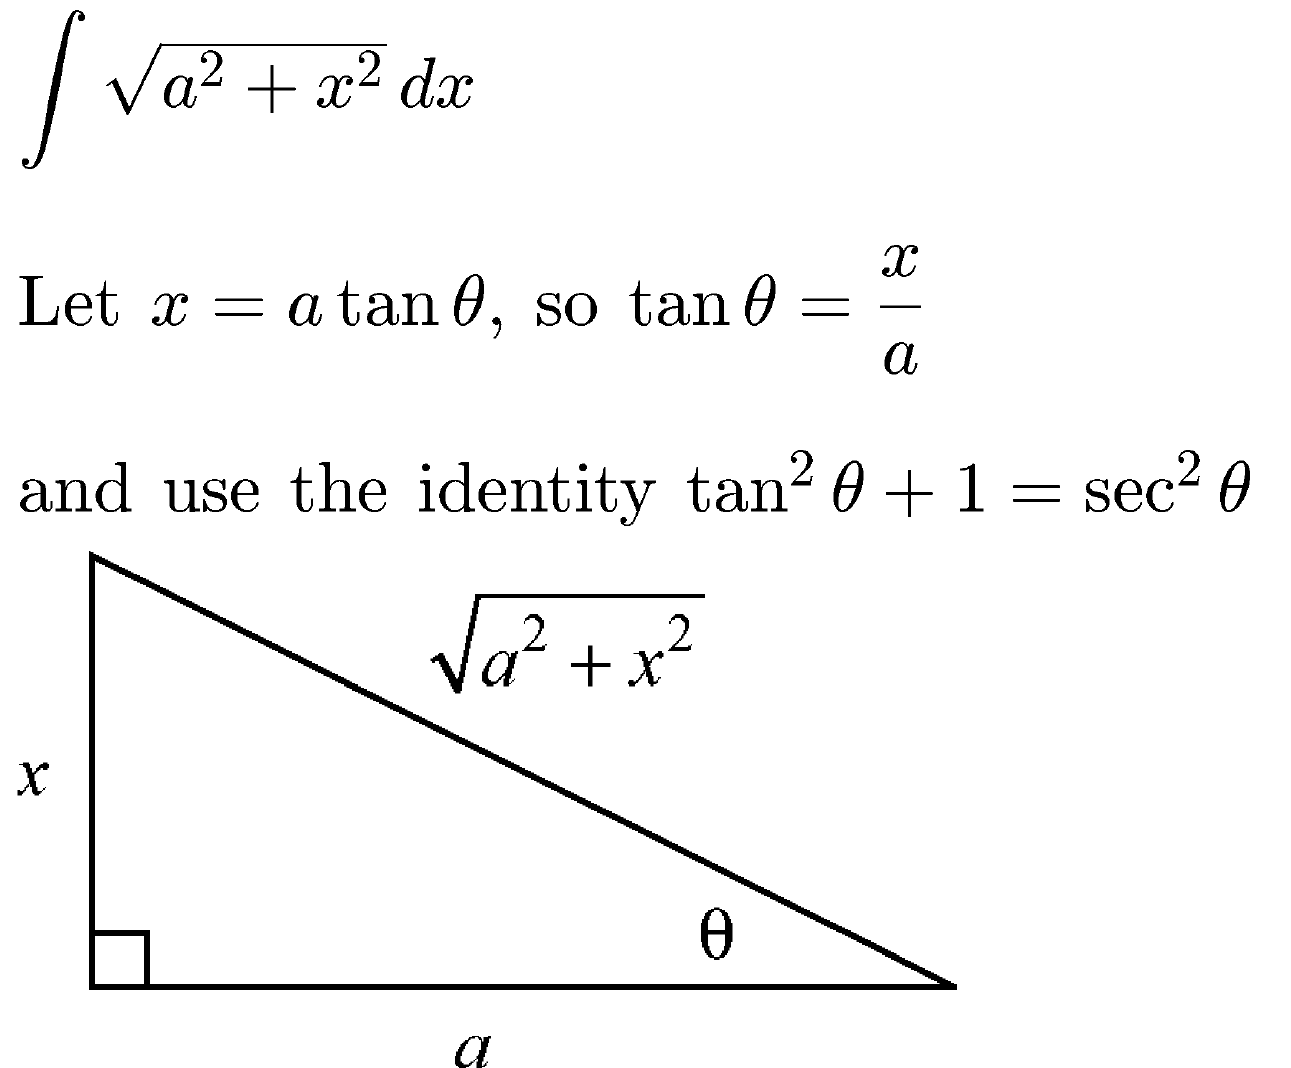 ∫ √(a² + x²) dx
Let x = a tan θ, so tan θ = x/a
and use the identity tan² θ + 1 = sec² θ
√(a² + x²)
x
θ
a